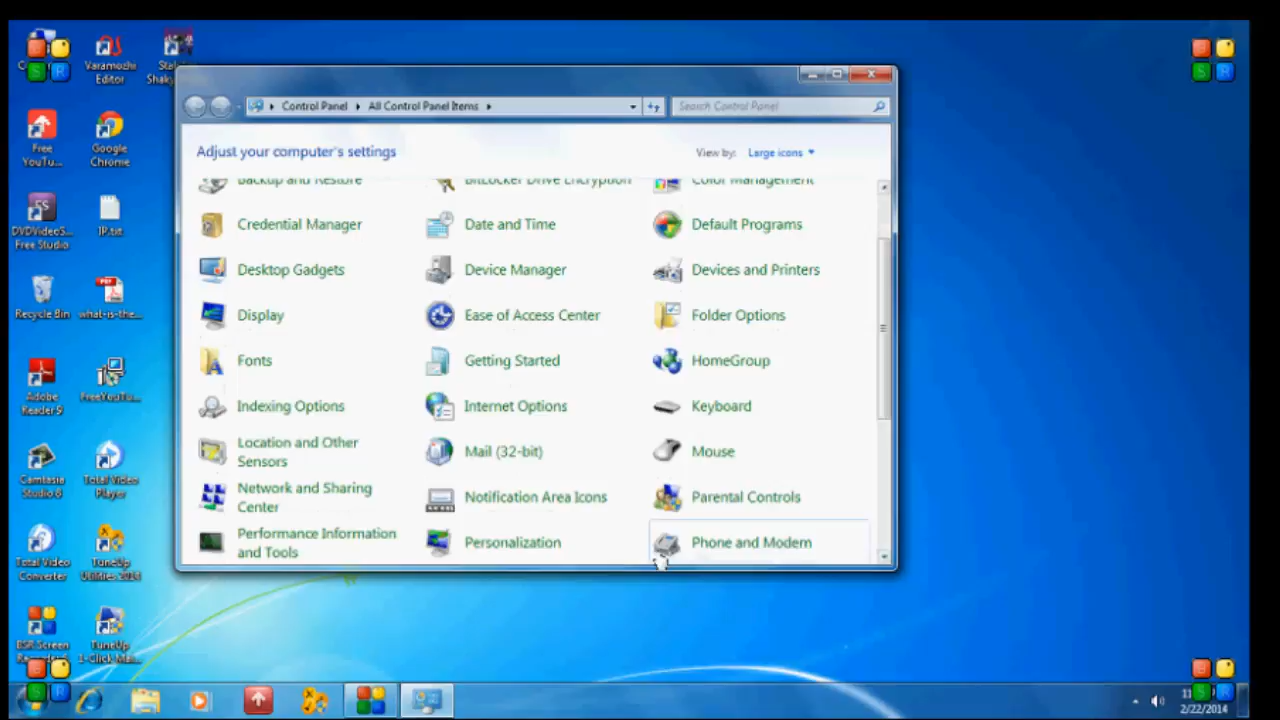 Varamozhi
Editor
Free
YouTu...
Google
Chrome
DVDVideoS...
Free Studio
IP.txt
Recycle Bin
what-is-the...
Adobe
Reader 9
FreeYouTu...
Camtasia
Studio 8
Total Video
Player
Total Video
Converter
TuneUp
Utilities 2014
BSR Screen
TuneUp
1-Click Ma...
S R
S R
S R
S R
Control Panel
All Control Panel Items
Search Control Panel
Adjust your computer's settings
View by: Large icons
Backup and Restore
BitLocker Drive Encryption
Color Management
Credential Manager
Date and Time
Default Programs
Desktop Gadgets
Device Manager
Devices and Printers
Display
Ease of Access Center
Folder Options
Fonts
Getting Started
HomeGroup
Indexing Options
Internet Options
Keyboard
Location and Other
Sensors
Mail (32-bit)
Mouse
Network and Sharing
Center
Notification Area Icons
Parental Controls
Performance Information
and Tools
Personalization
Phone and Modem
2/22/2014